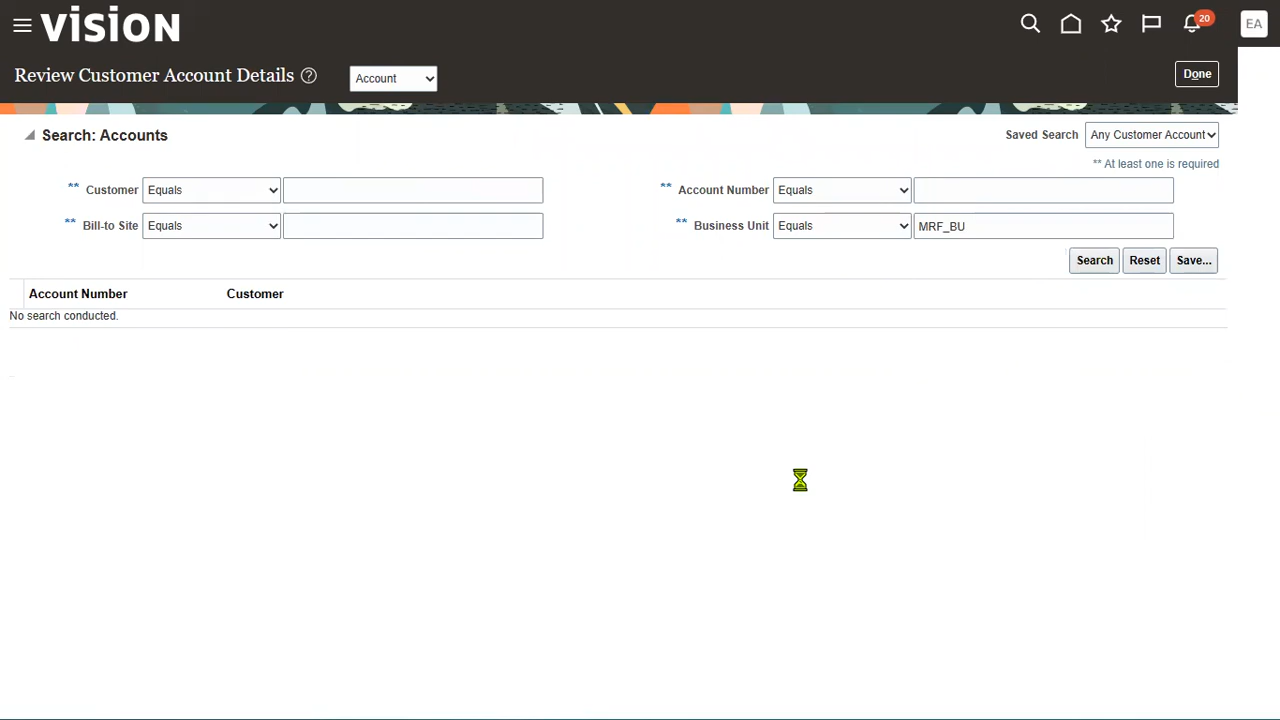 vision
20
EA
Review Customer Account Details ?
Account
Done
Search: Accounts
Saved Search Any Customer Account
** At least one is required
** Customer Equals
** Account Number Equals
** Bill-to Site Equals
** Business Unit Equals MRF_BU
Search Reset Save...
Account Number Customer
No search conducted.